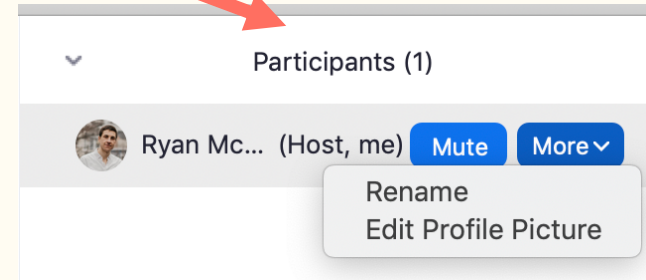 Participants (1)
Ryan Mc... (Host, me) Mute More
Rename
Edit Profile Picture